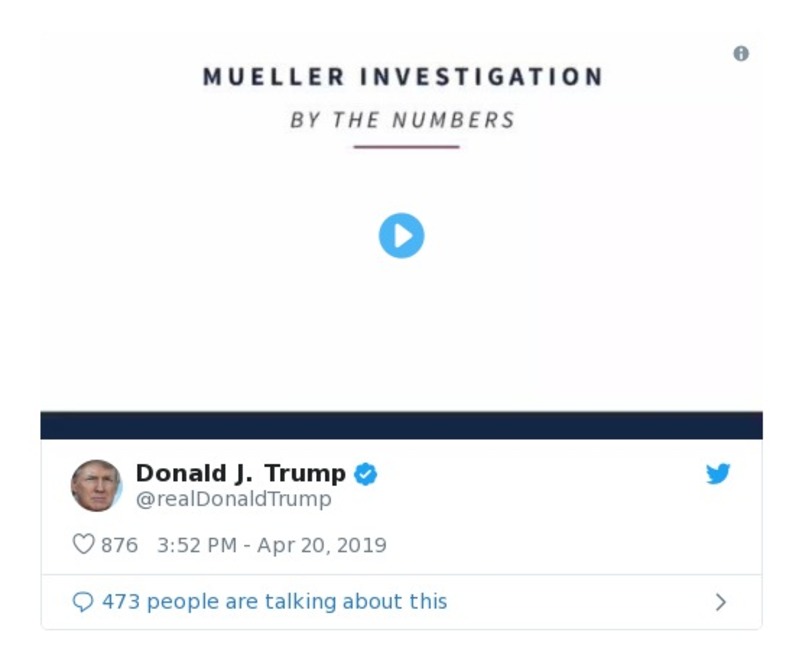 MUELLER INVESTIGATION
BY THE NUMBERS
Donald J. Trump
@realDonaldTrump
876 3:52 PM - Apr 20, 2019
473 people are talking about this